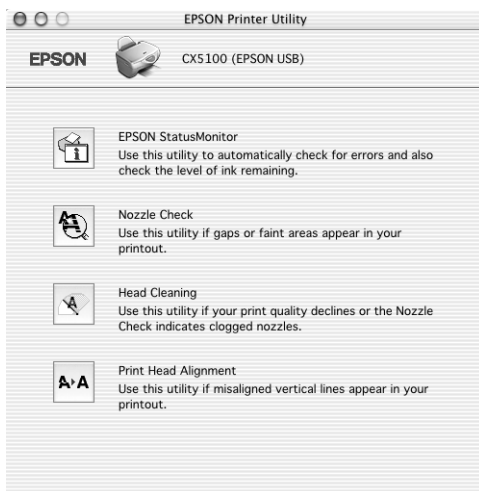 EPSON Printer Utility
EPSON
CX5100 (EPSON USB)
EPSON StatusMonitor
Use this utility to automatically check for errors and also
check the level of ink remaining.
Nozzle Check
Use this utility if gaps or faint areas appear in your
printout.
Head Cleaning
Use this utility if your print quality declines or the Nozzle
Check indicates clogged nozzles.
Print Head Alignment
Use this utility if misaligned vertical lines appear in your
printout.